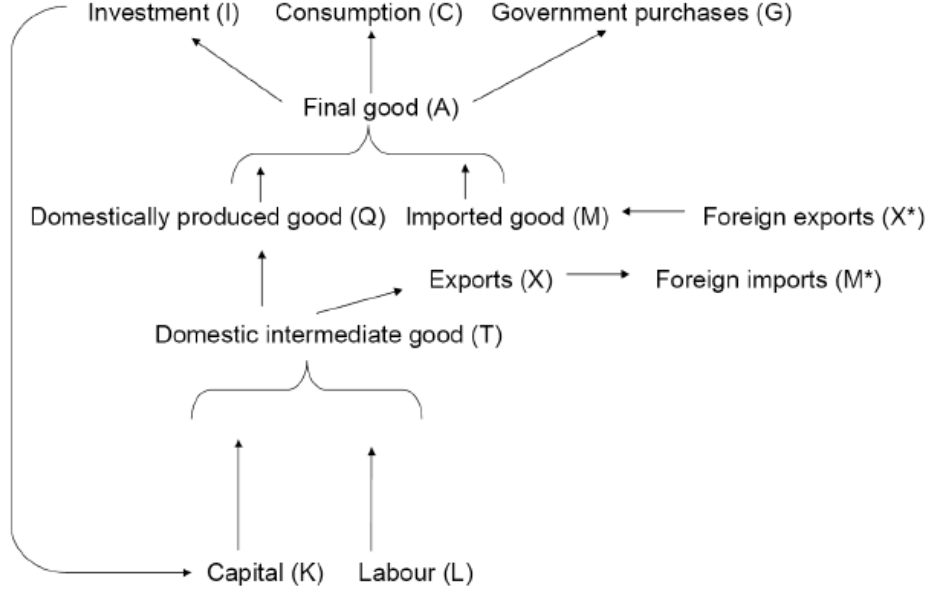 Investment (I) Consumption (C) Government purchases (G)
Final good (A)
Domestically produced good (Q) Imported good (M) Foreign exports (X*)
Exports (X) Foreign imports (M*)
Domestic intermediate good (T)
Capital (K) Labour (L)